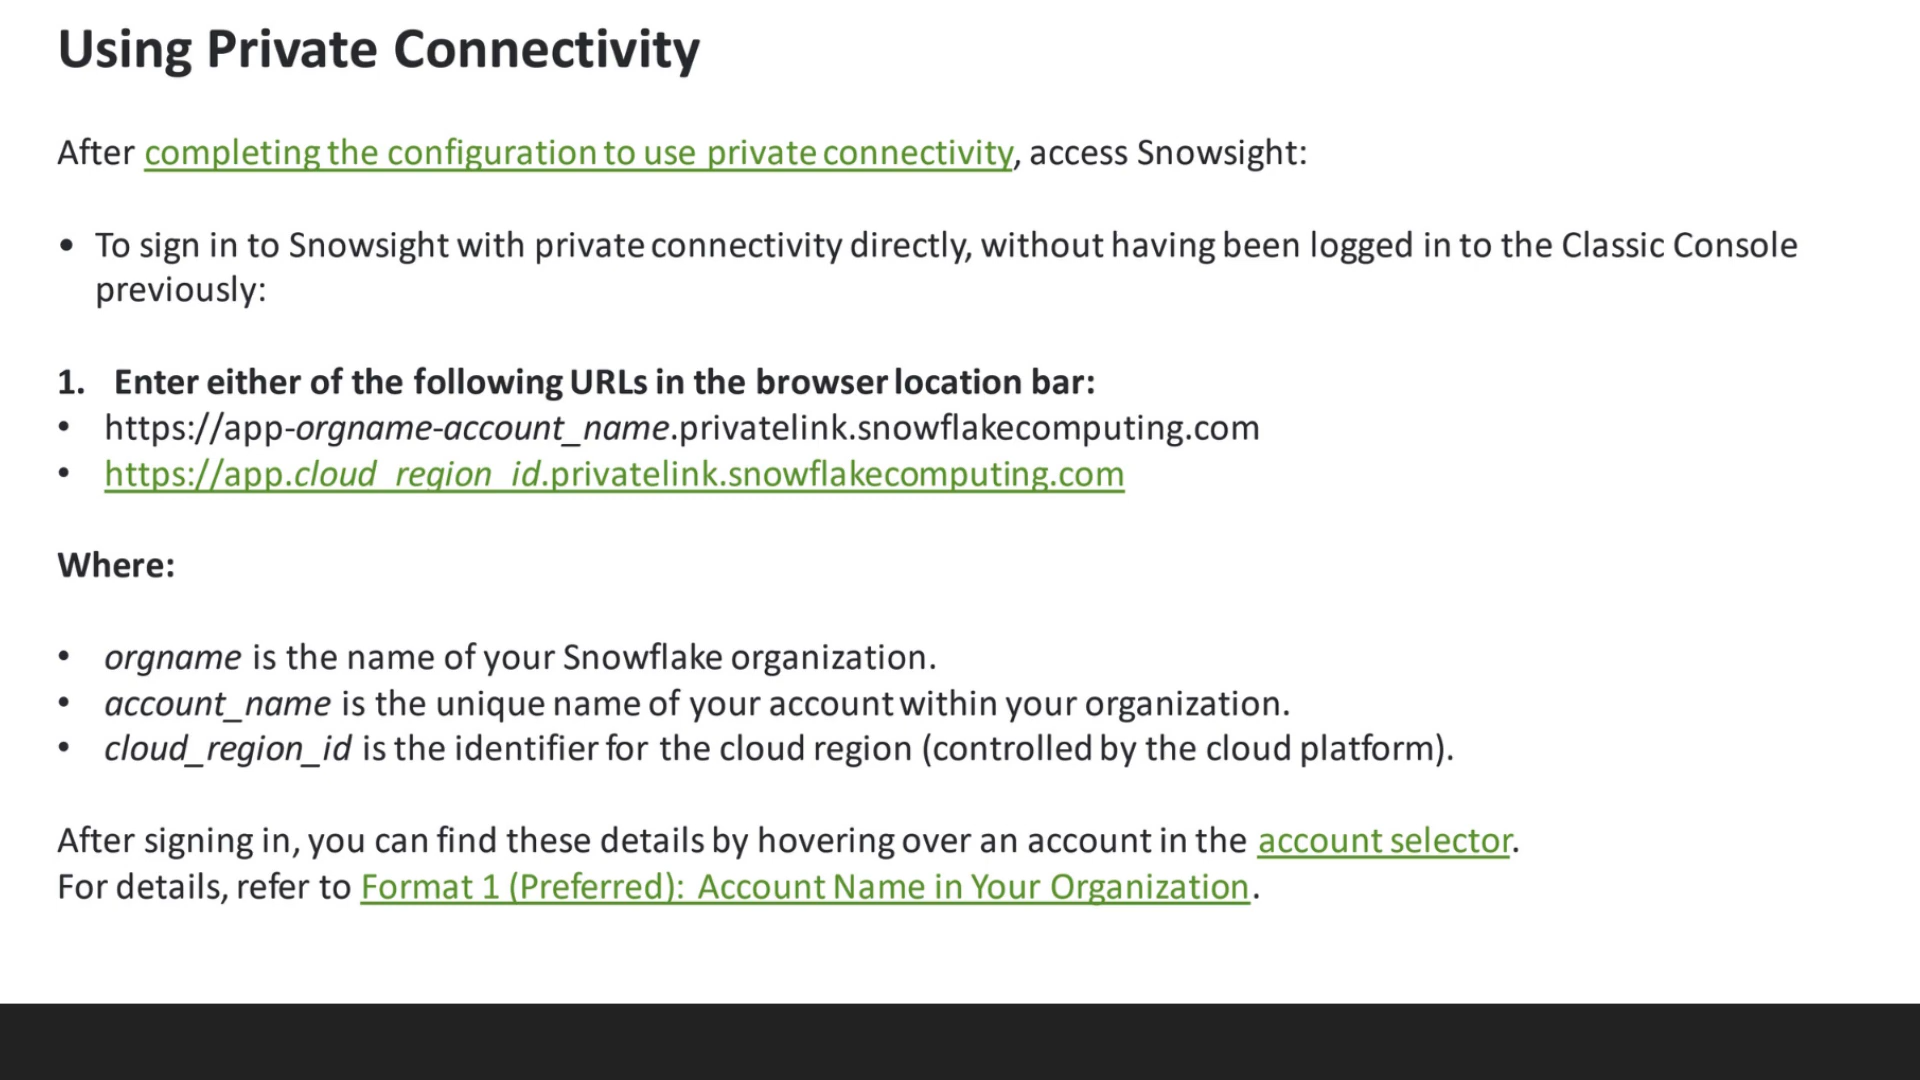 Using Private Connectivity
After completing the configuration to use private connectivity, access Snowsight:
• To sign in to Snowsight with private connectivity directly, without having been logged in to the Classic Console
previously:
1. Enter either of the following URLs in the browser location bar:
• https://app-orgname-account_name.privatelink.snowflakecomputing.com
• https://app.cloud_region_id.privatelink.snowflakecomputing.com
Where:
• orgname is the name of your Snowflake organization.
• account_name is the unique name of your account within your organization.
• cloud_region_id is the identifier for the cloud region (controlled by the cloud platform).
After signing in, you can find these details by hovering over an account in the account selector.
For details, refer to Format 1 (Preferred): Account Name in Your Organization.